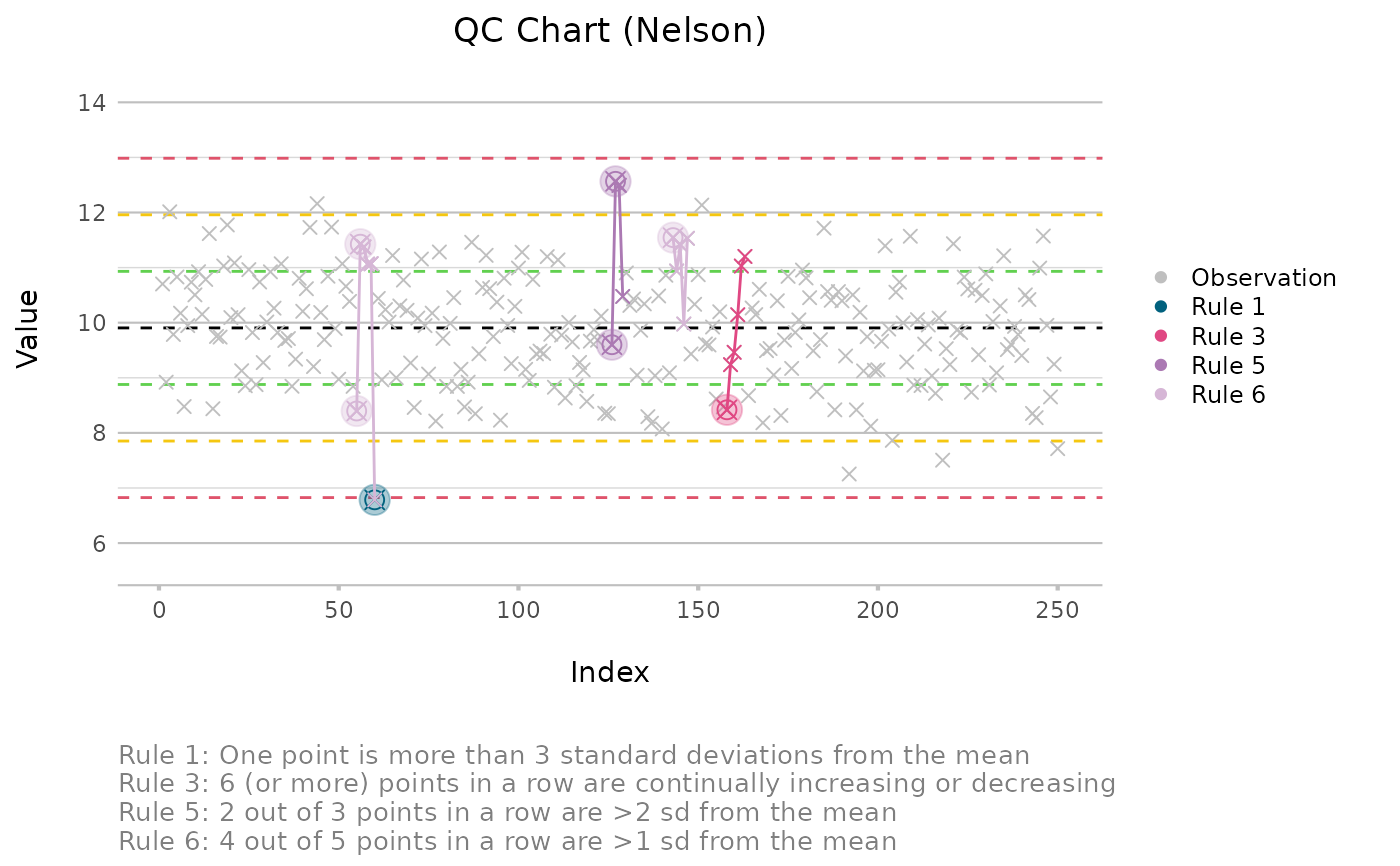 QC Chart (Nelson)
14
12
10
8
6
Value
0 50 100 150 200 250
Index
Observation
Rule 1
Rule 3
Rule 5
Rule 6
Rule 1: One point is more than 3 standard deviations from the mean
Rule 3: 6 (or more) points in a row are continually increasing or decreasing
Rule 5: 2 out of 3 points in a row are >2 sd from the mean
Rule 6: 4 out of 5 points in a row are >1 sd from the mean